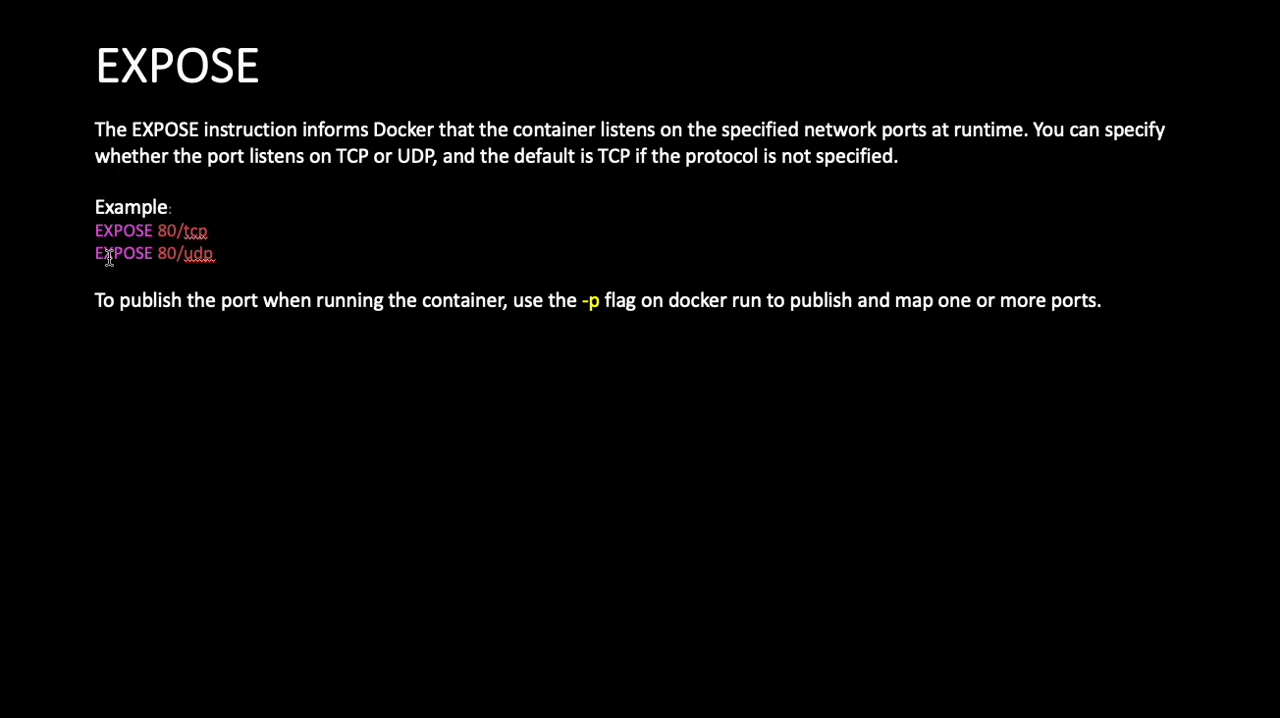 EXPOSE
The EXPOSE instruction informs Docker that the container listens on the specified network ports at runtime. You can specify
whether the port listens on TCP or UDP, and the default is TCP if the protocol is not specified.
Example:
EXPOSE 80/tcp
EXPOSE 80/udp
To publish the port when running the container, use the -p flag on docker run to publish and map one or more ports.